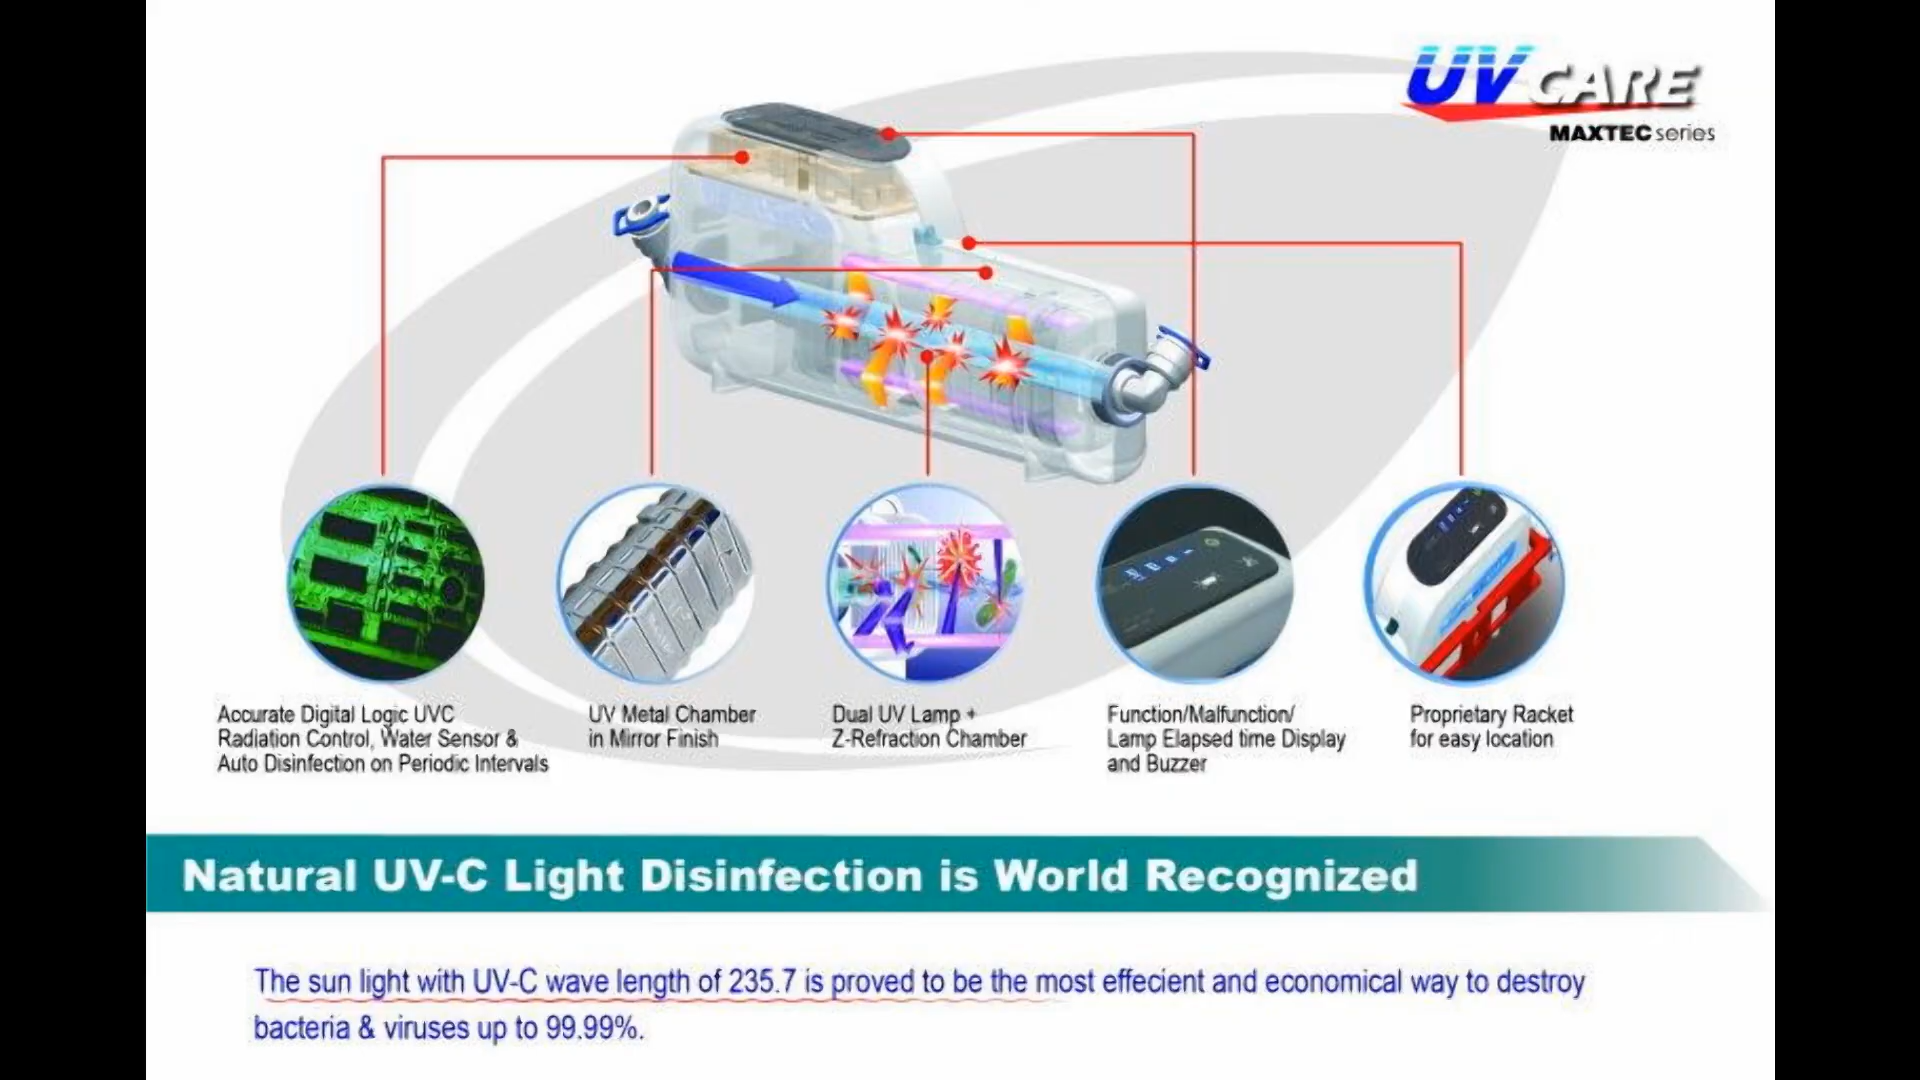 UV CARE
MAXTEC series
Accurate Digital Logic UVC
Radiation Control, Water Sensor &
Auto Disinfection on Periodic Intervals
UV Metal Chamber
in Mirror Finish
Dual UV Lamp +
Z-Refraction Chamber
Function/Malfunction/
Lamp Elapsed time Display
and Buzzer
Proprietary Racket
for easy location
Natural UV-C Light Disinfection is World Recognized
The sun light with UV-C wave length of 235.7 is proved to be the most effecient and economical way to destroy
bacteria & viruses up to 99.99%.